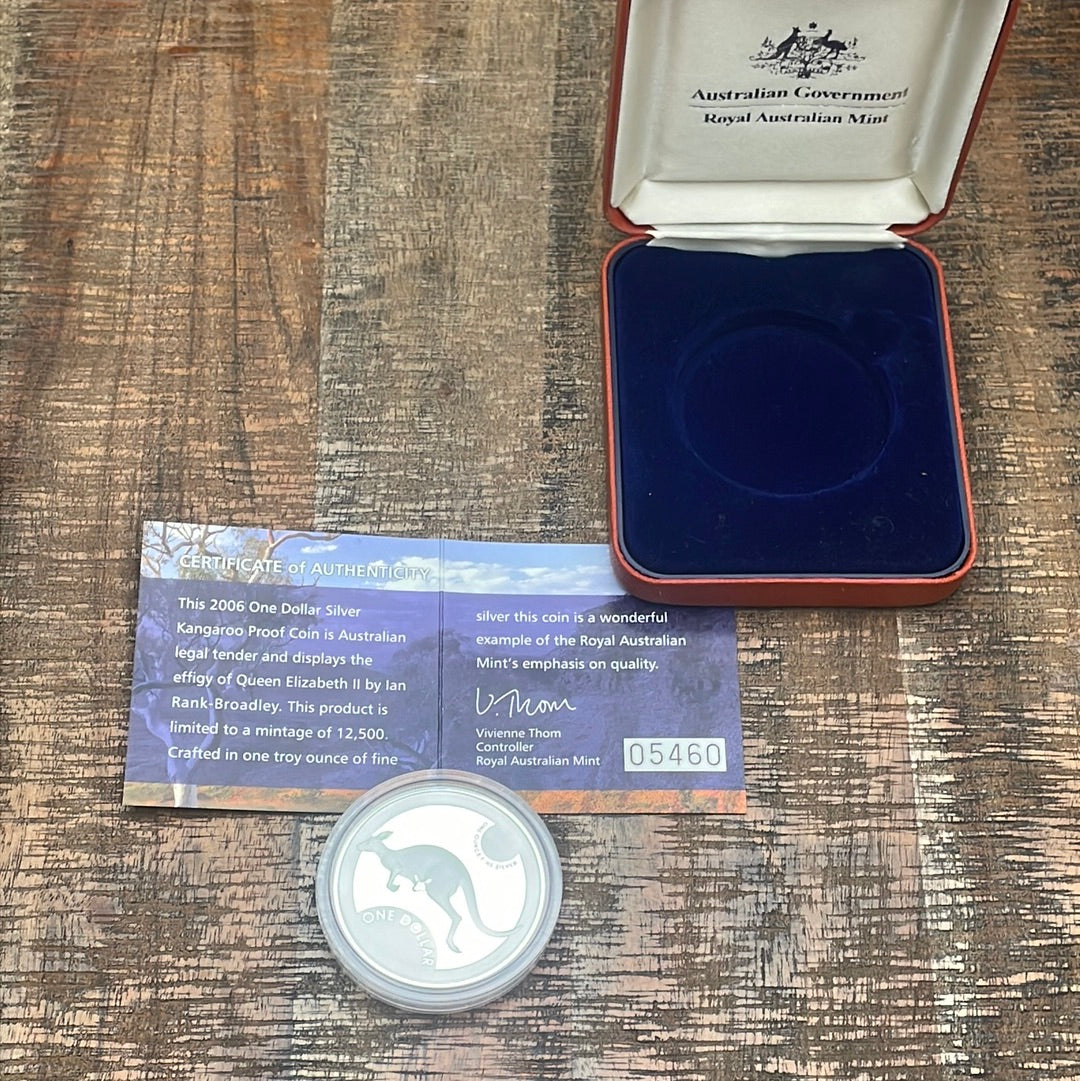 Australian Government
Royal Australian Mint
CERTIFICATE of AUTHENTICITY
This 2006 One Dollar Silver
Kangaroo Proof Coin is Australian
legal tender and displays the
effigy of Queen Elizabeth II by Ian
Rank-Broadley. This product is
limited to a mintage of 12,500.
Crafted in one troy ounce of fine
silver this coin is a wonderful
example of the Royal Australian
Mint's emphasis on quality.
V. Thom
Vivienne Thom
Controller
Royal Australian Mint
05460
ONE DOLLAR